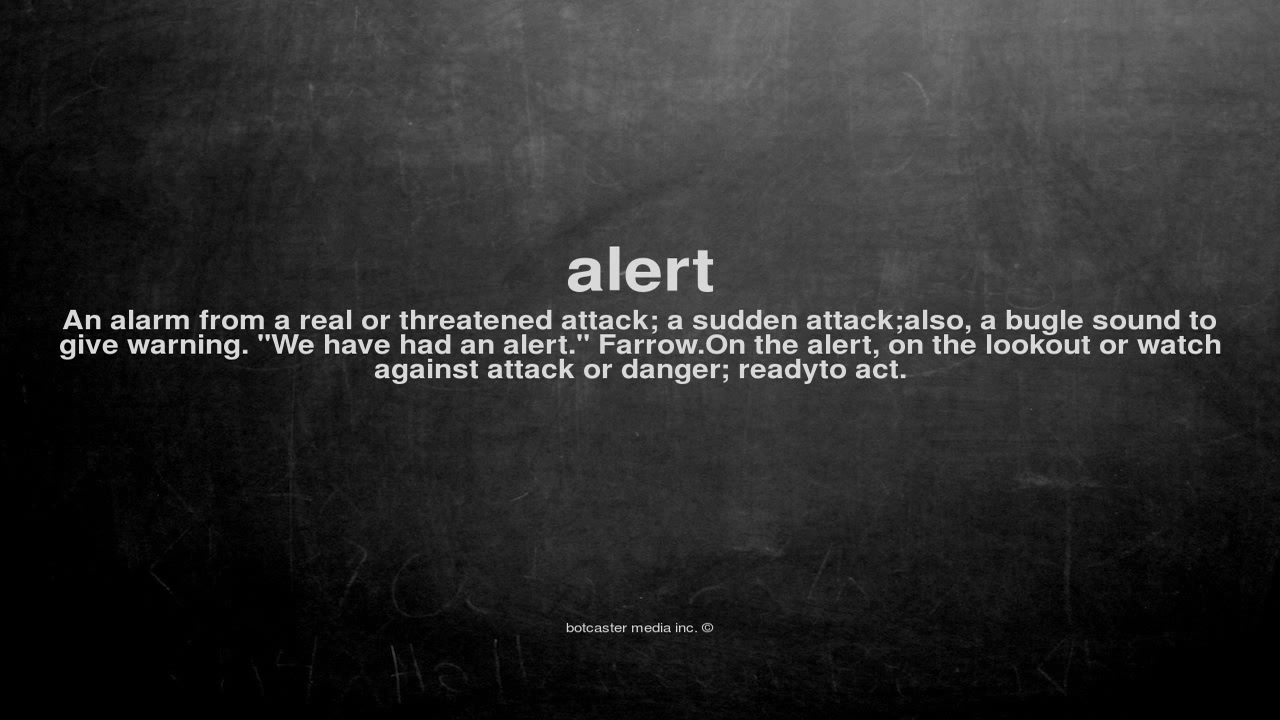 alert
An alarm from a real or threatened attack; a sudden attack;also, a bugle sound to
give warning. "We have had an alert." Farrow.On the alert, on the lookout or watch
against attack or danger; readyto act.
botcaster media inc. ©